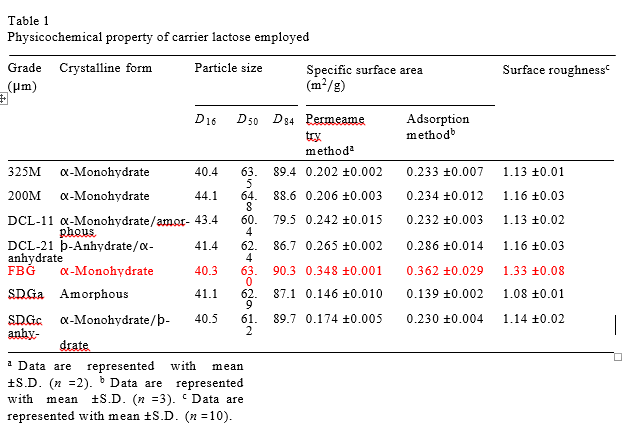 Table 1
Physicochemical property of carrier lactose employed
Grade Crystalline form Particle size Specific surface area Surface roughnessᶜ
(μm) (m²/g)
D16 D50 D84 Permeame Adsorption
try methodᵇ
methodᵃ
325M α-Monohydrate 40.4 63. 89.4 0.202 ±0.002 0.233 ±0.007 1.13 ±0.01
5
200M α-Monohydrate 44.1 64. 88.6 0.206 ±0.003 0.234 ±0.012 1.16 ±0.03
8
DCL-11 α-Monohydrate/amor- 43.4 60. 79.5 0.242 ±0.015 0.232 ±0.003 1.13 ±0.02
phous 4
DCL-21 þ-Anhydrate/α- 41.4 62. 86.7 0.265 ±0.002 0.286 ±0.014 1.16 ±0.03
anhydrate 4
FBG α-Monohydrate 40.3 63. 90.3 0.348 ±0.001 0.362 ±0.029 1.33 ±0.08
0
SDGa Amorphous 41.1 62. 87.1 0.146 ±0.010 0.139 ±0.002 1.08 ±0.01
9
SDGc α-Monohydrate/þ- 40.5 61. 89.7 0.174 ±0.005 0.230 ±0.004 1.14 ±0.02
anhy- 2
drate
ᵃ Data are represented with mean
±S.D. (n =2). ᵇ Data are represented
with mean ±S.D. (n =3). ᶜ Data are
represented with mean ±S.D. (n =10).